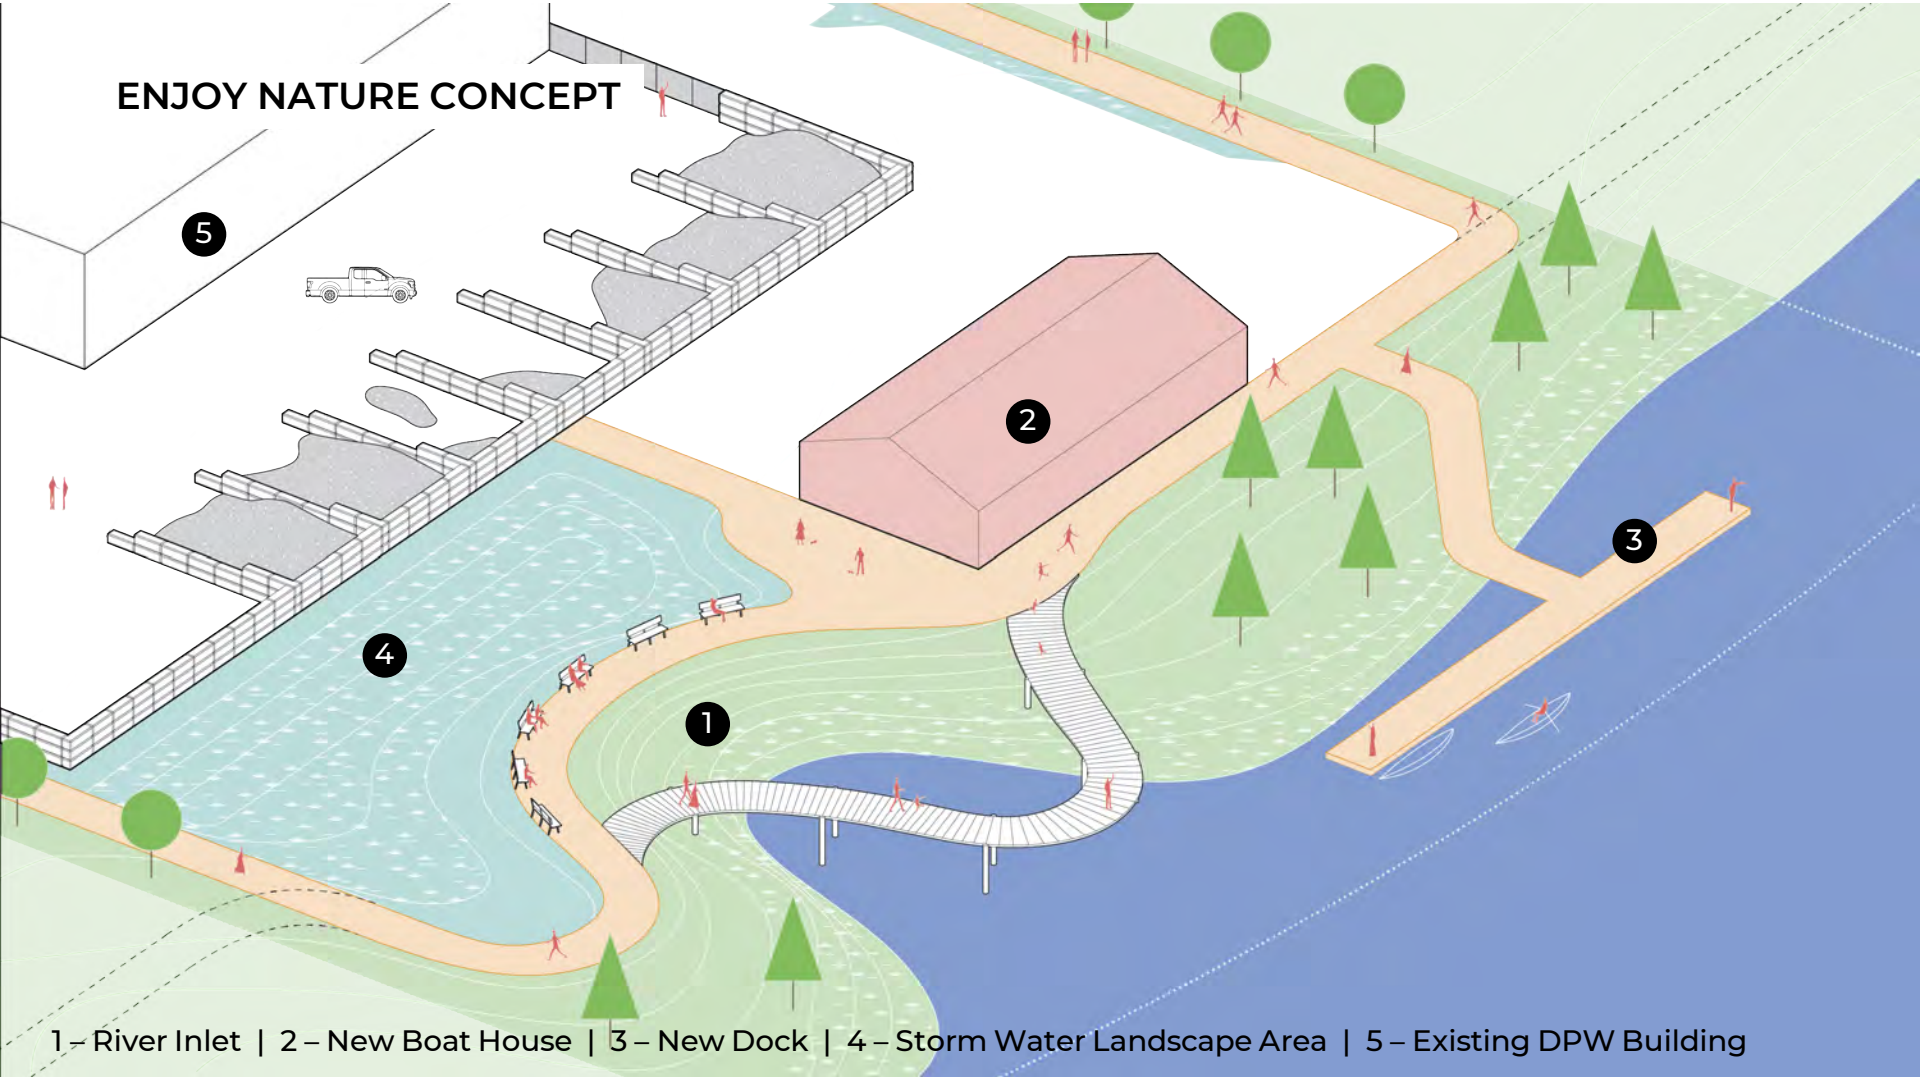 ENJOY NATURE CONCEPT
5
2
3
4
1
1 – River Inlet | 2 – New Boat House | 3 – New Dock | 4 – Storm Water Landscape Area | 5 – Existing DPW Building